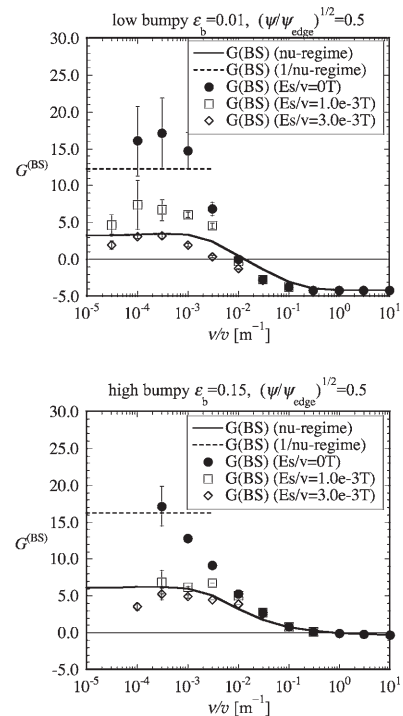 low bumpy ε_b=0.01, (ψ/ψ_edge)^1/2=0.5
30.0
25.0
20.0
15.0
10.0
5.0
0.0
-5.0
G^(BS)
G(BS) (nu-regime)
G(BS) (1/nu-regime)
G(BS) (Es/v=0T)
G(BS) (Es/v=1.0e-3T)
G(BS) (Es/v=3.0e-3T)
10^-5 10^-4 10^-3 10^-2 10^-1 10^0 10^1
ν/v [m^-1]
high bumpy ε_b=0.15, (ψ/ψ_edge)^1/2=0.5
30.0
25.0
20.0
15.0
10.0
5.0
0.0
-5.0
G^(BS)
G(BS) (nu-regime)
G(BS) (1/nu-regime)
G(BS) (Es/v=0T)
G(BS) (Es/v=1.0e-3T)
G(BS) (Es/v=3.0e-3T)
10^-5 10^-4 10^-3 10^-2 10^-1 10^0 10^1
ν/v [m^-1]